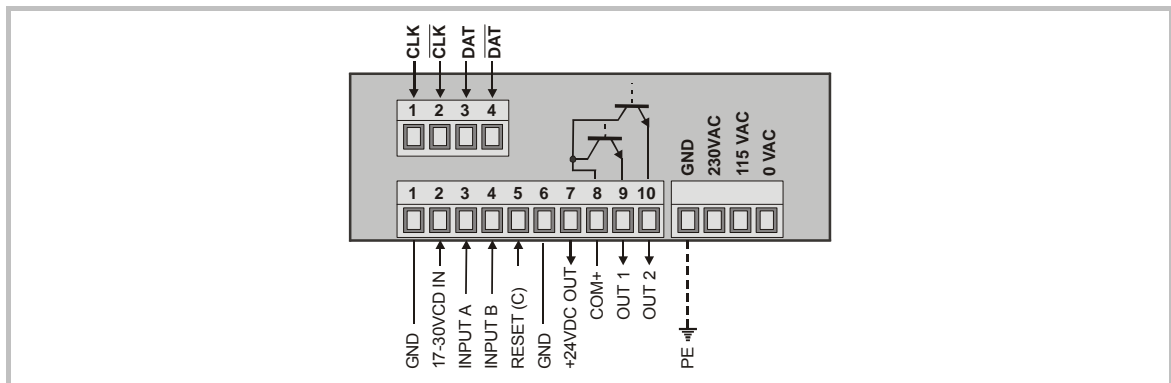 CLK
CLK
DAT
DAT
1 2 3 4
GND
230VAC
115 VAC
0 VAC
1 2 3 4 5 6 7 8 9 10
GND
17-30VCD IN
INPUT A
INPUT B
RESET (C)
GND
+24VDC OUT
COM+
OUT 1
OUT 2
PE